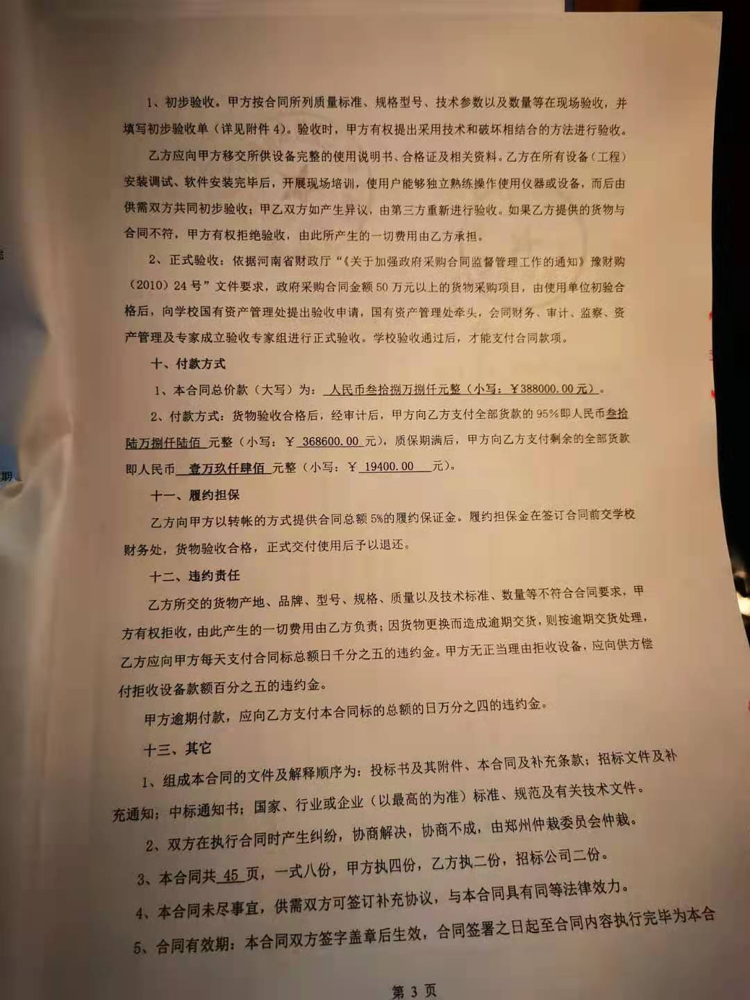 1、初步验收。甲方按合同所列质量标准、规格型号、技术参数以及数量等在现场验收，并
填写初步验收单（详见附件 4）。验收时，甲方有权提出采用技术和破坏相结合的方法进行验收。
乙方应向甲方移交所供设备完整的使用说明书、合格证及相关资料。乙方在所有设备（工程）
安装调试、软件安装完毕后，开展现场培训，使用户能够独立熟练操作使用仪器或设备，而后由
供需双方共同初步验收；甲乙双方如产生异议，由第三方重新进行验收。如果乙方提供的货物与
合同不符，甲方有权拒绝验收，由此所产生的一切费用由乙方承担。
2、正式验收：依据河南省财政厅“《关于加强政府采购合同监督管理工作的通知》豫财购
（2010）24 号”文件要求，政府采购合同金额 50 万元以上的货物采购项目，由使用单位初验合
格后，向学校国有资产管理处提出验收申请，国有资产管理处牵头，会同财务、审计、监察、资
产管理及专家成立验收专家组进行正式验收。学校验收通过后，才能支付合同款项。
十、付款方式
1、本合同总价款（大写）为： 人民币叁拾捌万捌仟元整（小写：￥388000.00 元）。
2、付款方式：货物验收合格后，经审计后，甲方向乙方支付全部货款的 95%即人民币叁拾
陆万捌仟陆佰 元整（小写：￥ 368600.00 元），质保期满后，甲方向乙方支付剩余的全部货款
即人民币 壹万玖仟肆佰 元整（小写：￥ 19400.00 元）。
十一、履约担保
乙方向甲方以转帐的方式提供合同总额 5%的履约保证金。履约担保金在签订合同前交学校
财务处，货物验收合格，正式交付使用后予以退还。
十二、违约责任
乙方所交的货物产地、品牌、型号、规格、质量以及技术标准、数量等不符合合同要求，甲
方有权拒收，由此产生的一切费用由乙方负责；因货物更换而造成逾期交货，则按逾期交货处理，
乙方应向甲方每天支付合同标总额日千分之五的违约金。甲方无正当理由拒收设备，应向供方偿
付拒收设备款额百分之五的违约金。
甲方逾期付款，应向乙方支付本合同标的总额的日万分之四的违约金。
十三、其它
1、组成本合同的文件及解释顺序为：投标书及其附件、本合同及补充条款；招标文件及补
充通知；中标通知书；国家、行业或企业（以最高的为准）标准、规范及有关技术文件。
2、双方在执行合同时产生纠纷，协商解决，协商不成，由郑州仲裁委员会仲裁。
3、本合同共 45 页，一式八份，甲方执四份，乙方执二份，招标公司二份。
4、本合同未尽事宜，供需双方可签订补充协议，与本合同具有同等法律效力。
5、合同有效期：本合同双方签字盖章后生效，合同签署之日起至合同内容执行完毕为本合
第 3 页
期